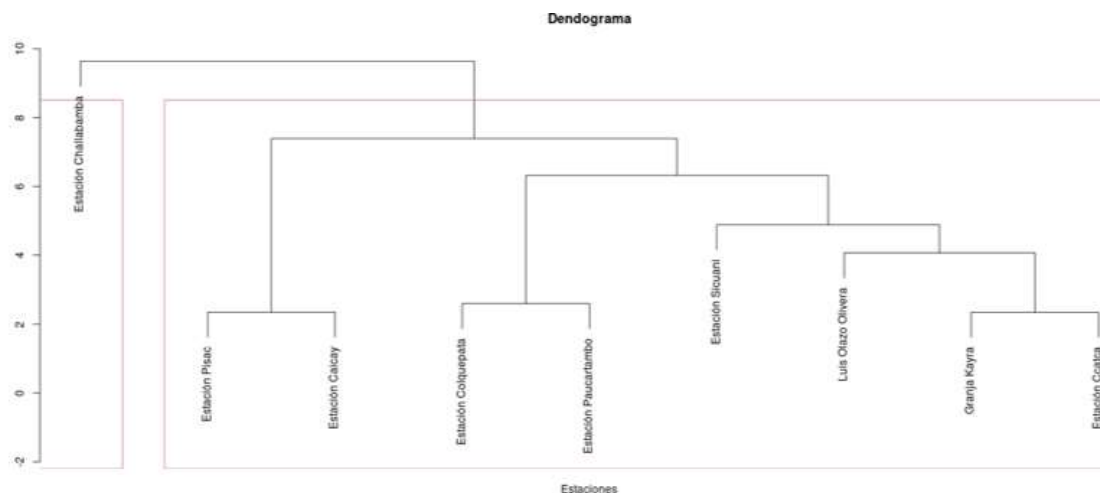 Dendograma
10
8
6
4
2
0
-2
Estación Challabamba
Estación Pisac
Estación Caicay
Estación Colquepata
Estación Paucartambo
Estación Sicuani
Luis Olazo Olivera
Granja Kayra
Estación Ccatca
Estaciones